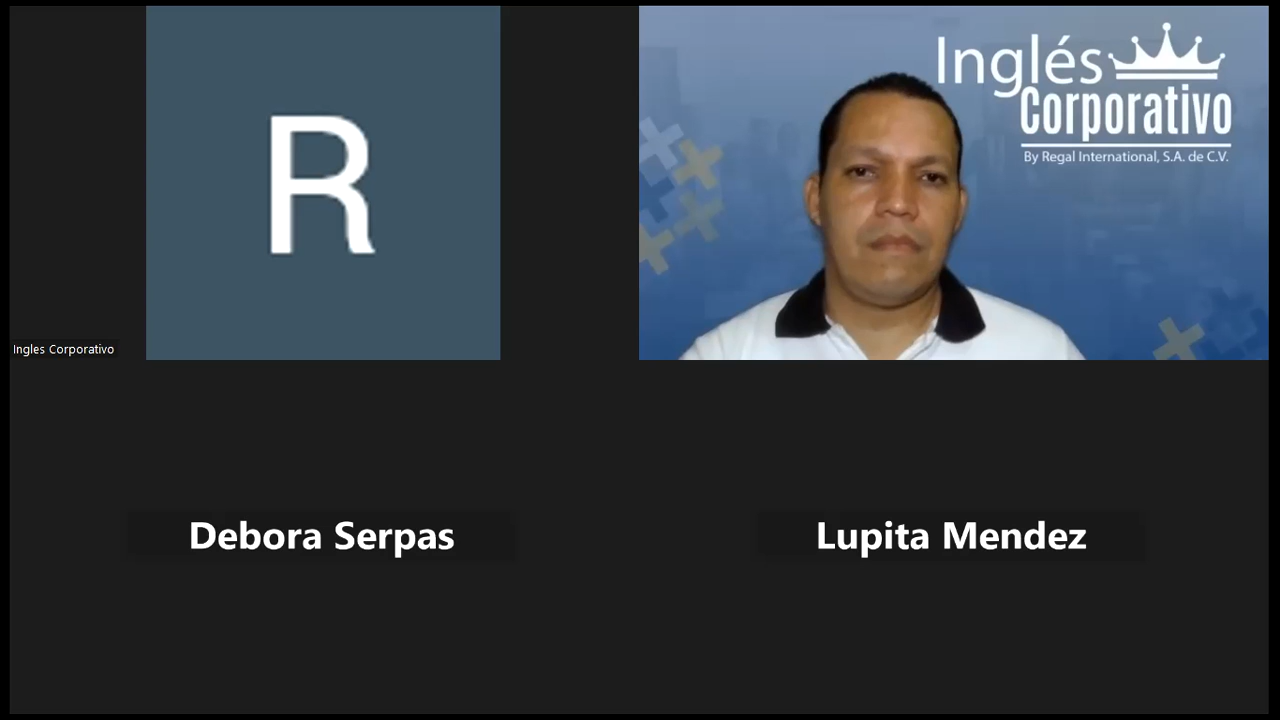 R
Inglés
Corporativo
By Regal International, S.A. de C.V.
Ingles Corporativo
Debora Serpas
Lupita Mendez